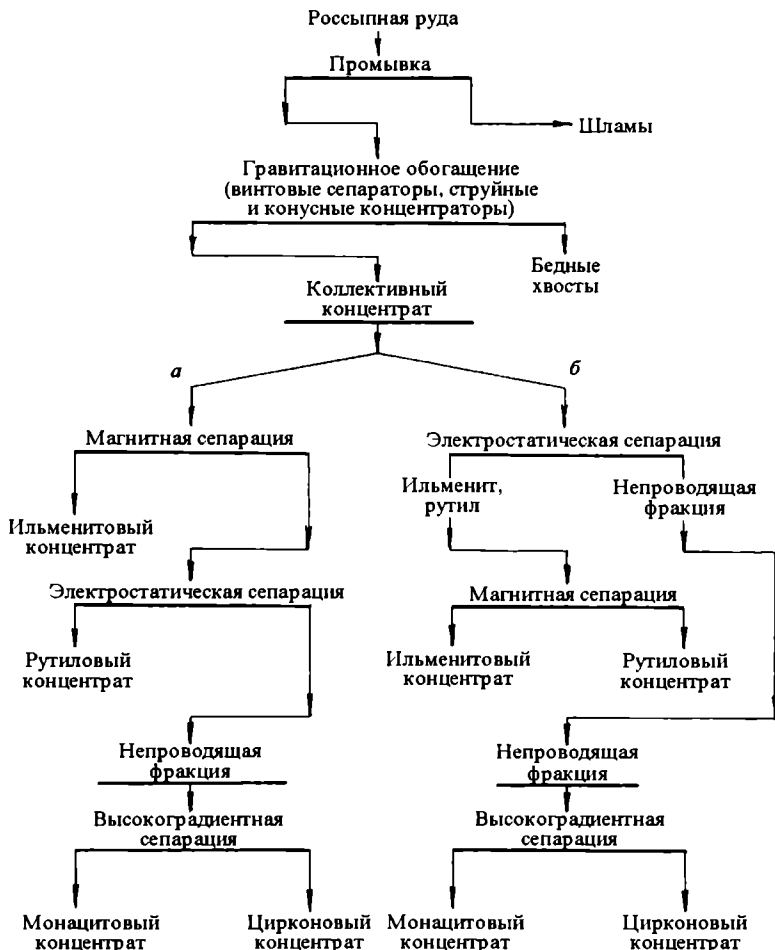 Россыпная руда
Промывка
Шламы
Гравитационное обогащение
(винтовые сепараторы, струйные
и конусные концентраторы)
Бедные
хвосты
Коллективный
концентрат
а
б
Магнитная сепарация
Электростатическая сепарация
Ильменит,
рутил
Непроводящая
фракция
Ильменитовый
концентрат
Электростатическая сепарация
Магнитная сепарация
Рутиловый
концентрат
Ильменитовый
концентрат
Рутиловый
концентрат
Непроводящая
фракция
Непроводящая
фракция
Высокоградиентная
сепарация
Высокоградиентная
сепарация
Монацитовый
концентрат
Цирконовый
концентрат
Монацитовый
концентрат
Цирконовый
концентрат